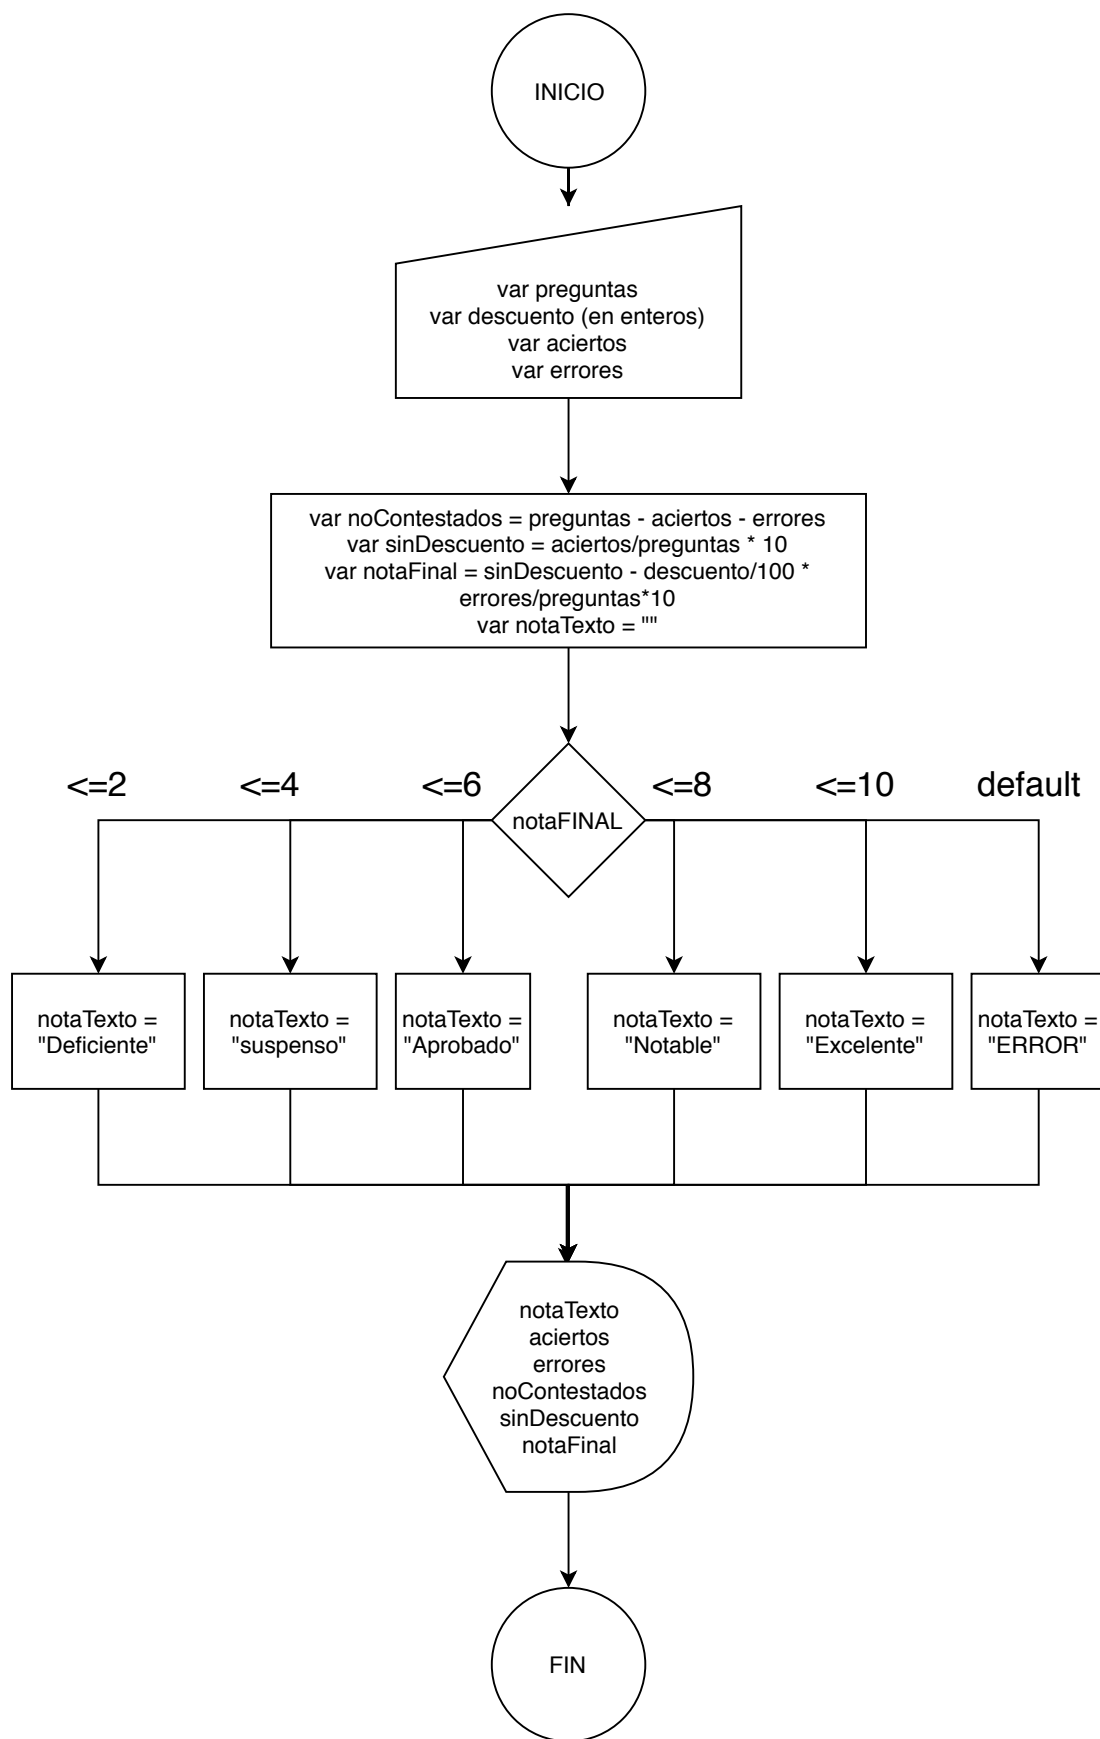 INICIO
var preguntas
var descuento (en enteros)
var aciertos
var errores
var noContestados = preguntas - aciertos - errores
var sinDescuento = aciertos/preguntas * 10
var notaFinal = sinDescuento - descuento/100 *
errores/preguntas*10
var notaTexto = ""
<=2
<=4
<=6
<=8
<=10
default
notaFINAL
notaTexto =
"Deficiente"
notaTexto =
"suspenso"
notaTexto =
"Aprobado"
notaTexto =
"Notable"
notaTexto =
"Excelente"
notaTexto =
"ERROR"
notaTexto
aciertos
errores
noContestados
sinDescuento
notaFinal
FIN